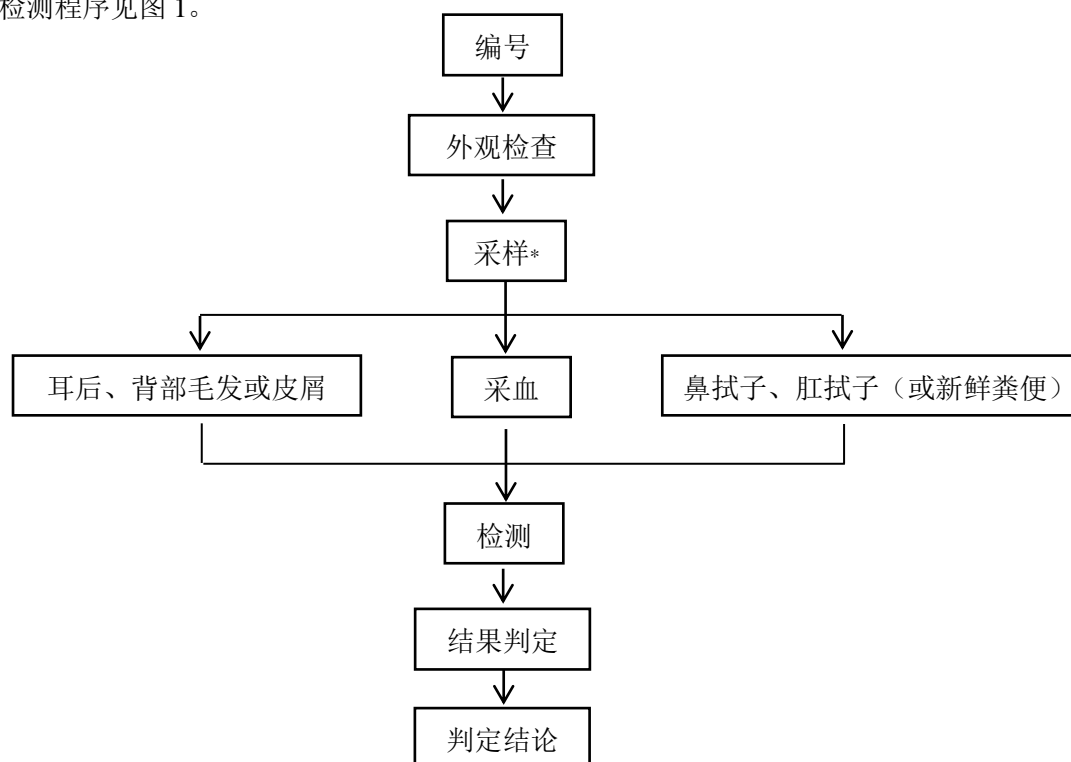 检测程序见图 1。
编号
外观检查
采样*
耳后、背部毛发或皮屑
采血
鼻拭子、肛拭子（或新鲜粪便）
检测
结果判定
判定结论